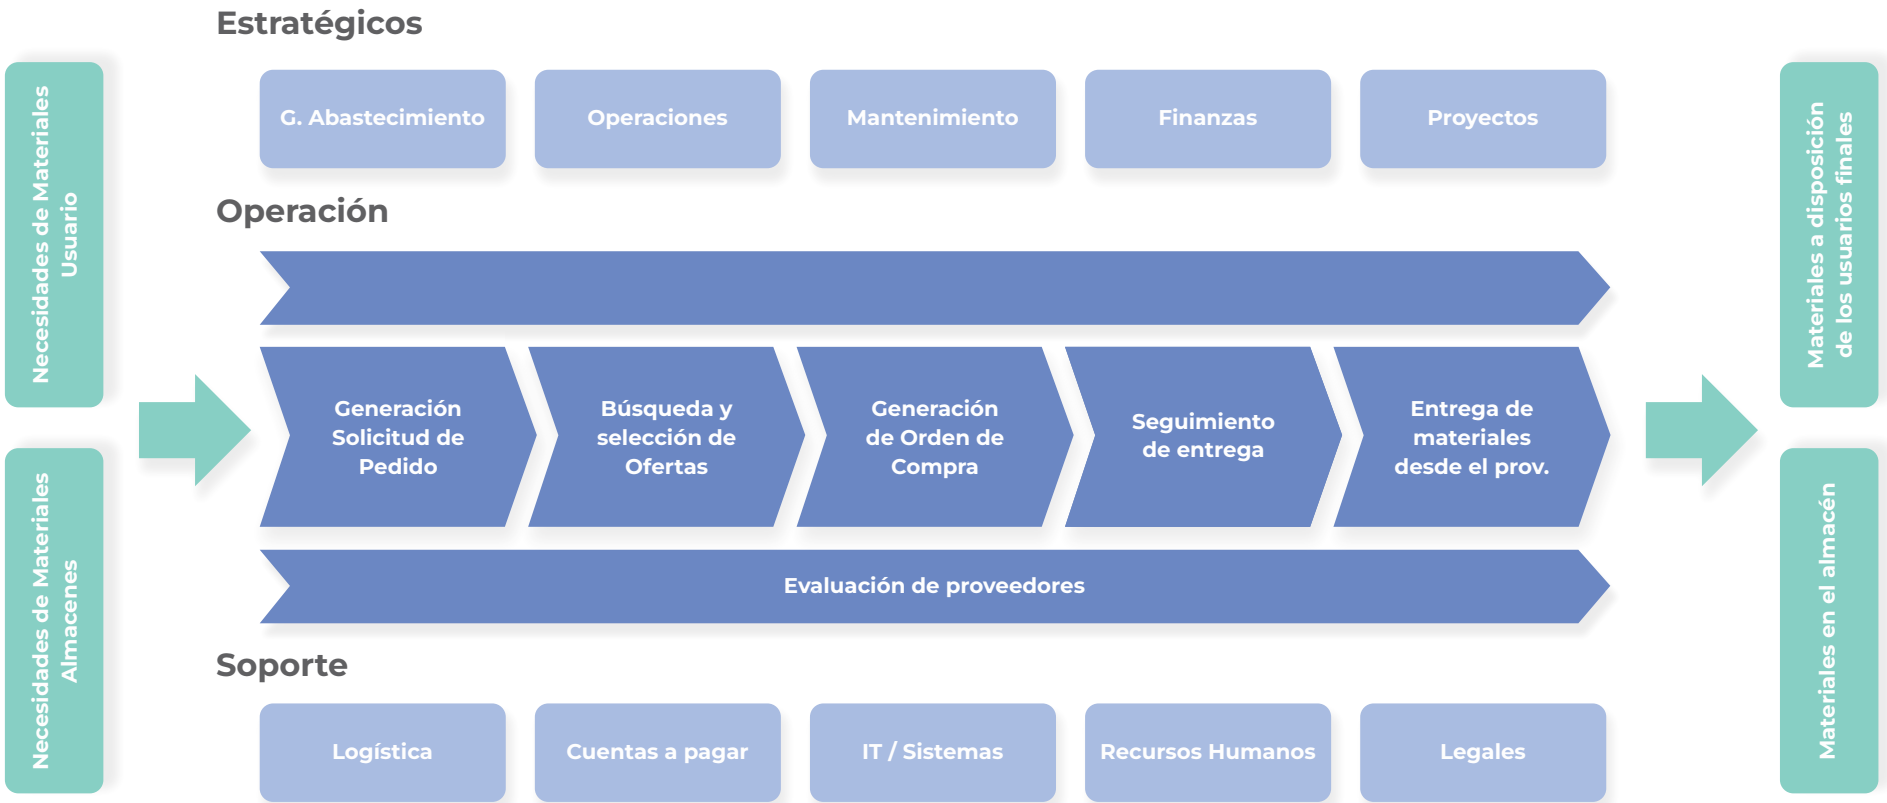 Estratégicos
Necesidades de Materiales
Usuario
G. Abastecimiento
Operaciones
Mantenimiento
Finanzas
Proyectos
Materiales a disposición
de los usuarios finales
Operación
Generación
Solicitud de
Pedido
Búsqueda y
selección de
Ofertas
Generación
de Orden de
Compra
Seguimiento
de entrega
Entrega de
materiales
desde el prov.
Necesidades de Materiales
Almacenes
Evaluación de proveedores
Materiales en el almacén
Soporte
Logística
Cuentas a pagar
IT / Sistemas
Recursos Humanos
Legales